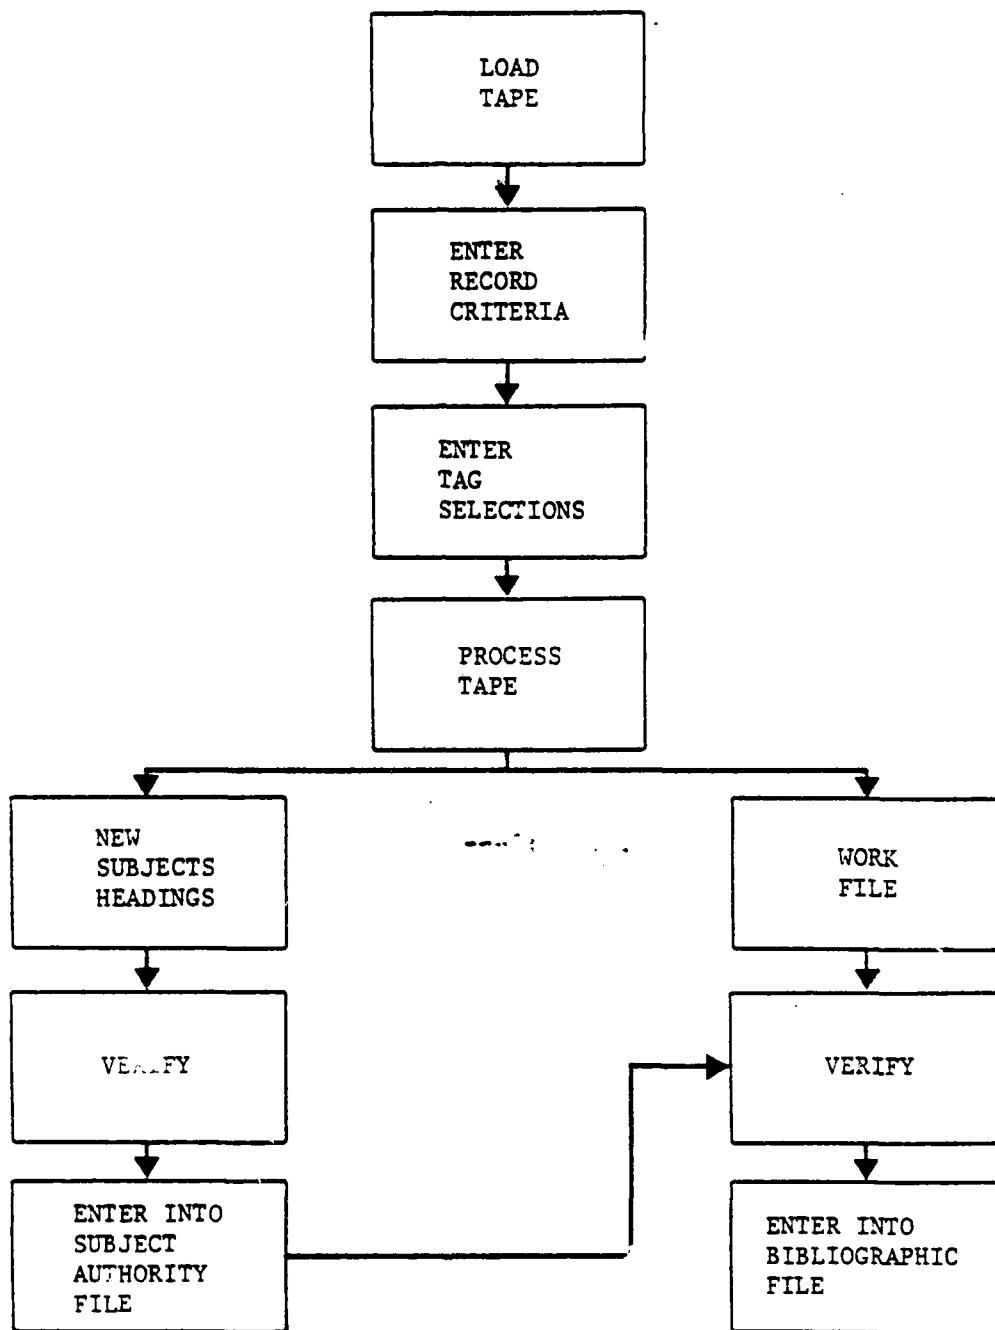 LOAD
TAPE
ENTER
RECORD
CRITERIA
ENTER
TAG
SELECTIONS
PROCESS
TAPE
NEW
SUBJECTS
HEADINGS
WORK
FILE
VERIFY
VERIFY
ENTER INTO
SUBJECT
AUTHORITY
FILE
ENTER INTO
BIBLIOGRAPHIC
FILE